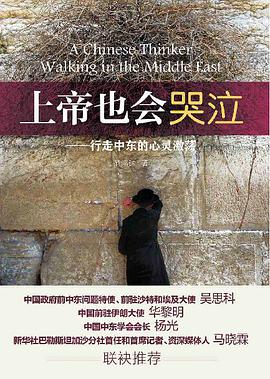 A Chinese Thinker
Walking in the Middle East
上帝也会哭泣
——行走中东的心灵激荡
著
中国政府前中东问题特使、前驻沙特和埃及大使 吴思科
中国前驻伊朗大使 华黎明
中国中东学会会长 杨光
新华社巴勒斯坦加沙分社首任和首席记者、资深媒体人 马晓霖
联袂推荐